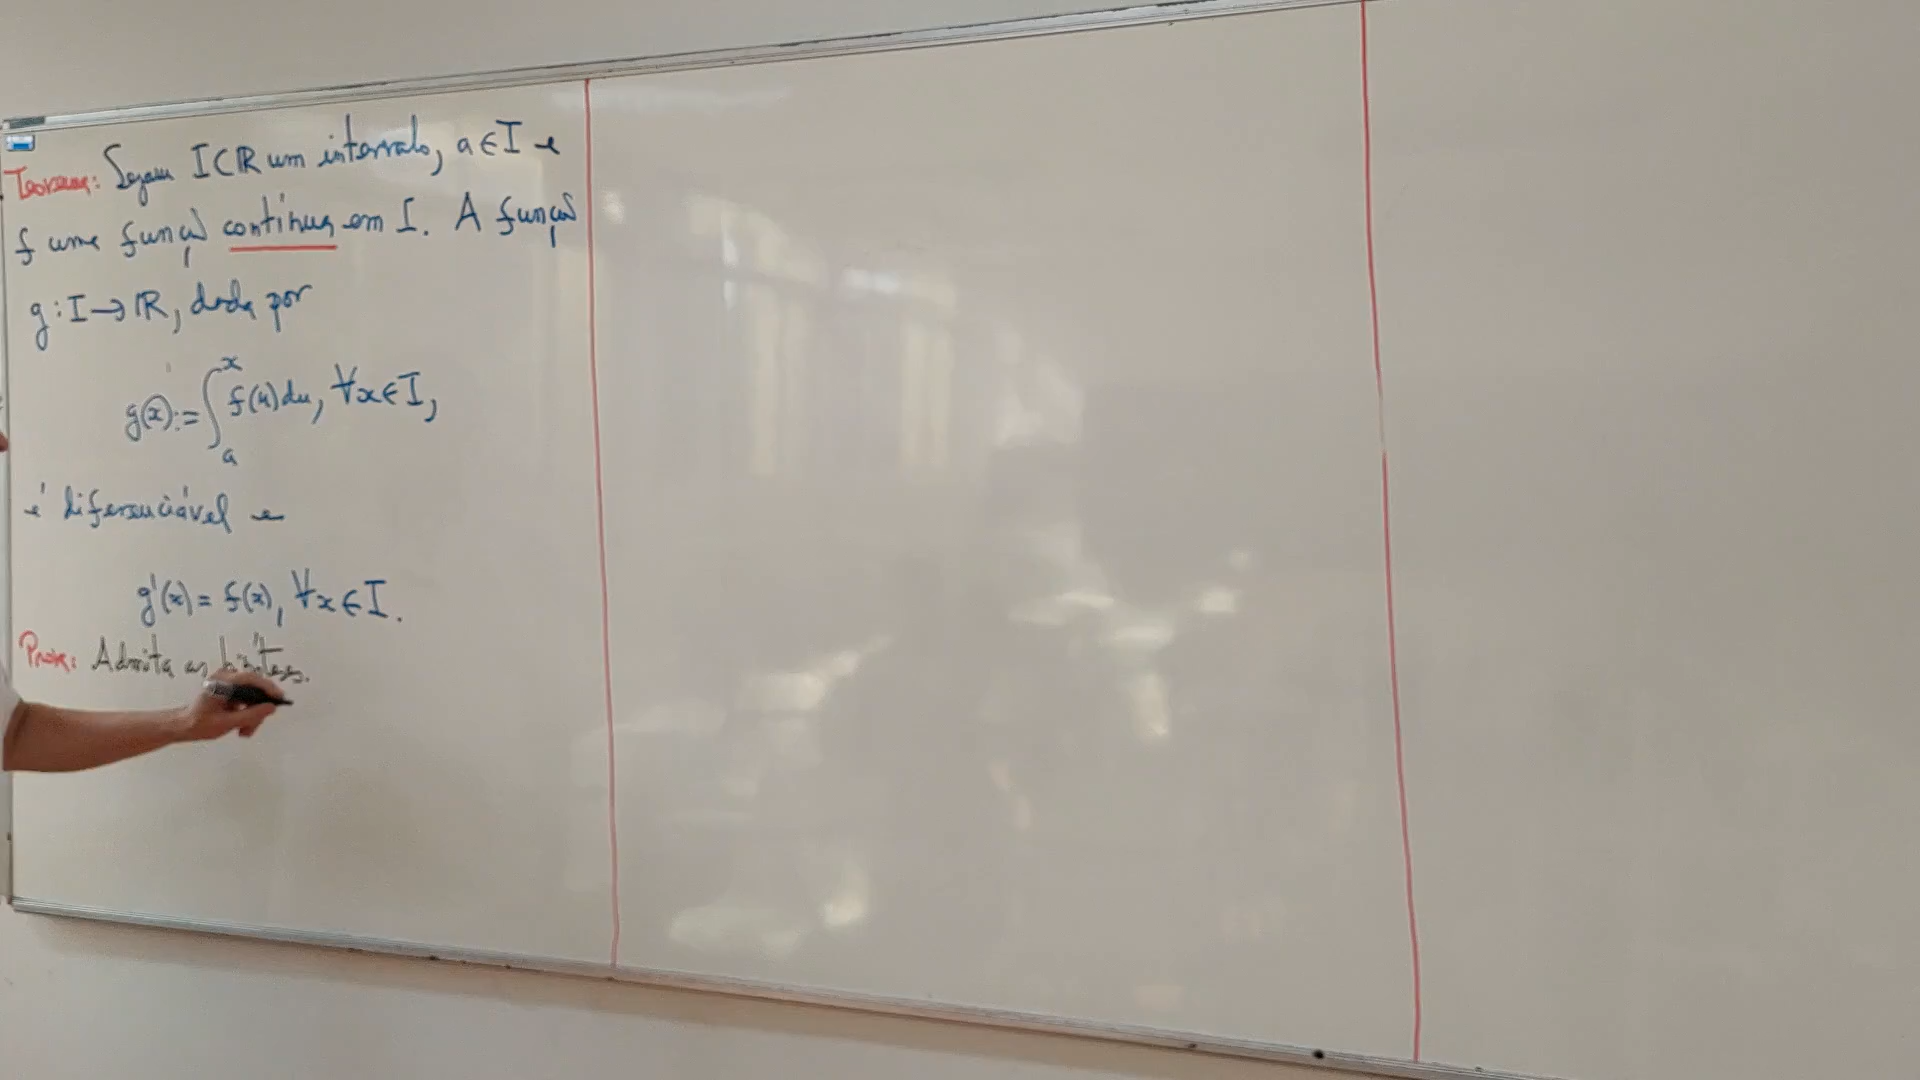 Teorema: Sejam I⊂ℝ um intervalo, a∈I e
f uma função contínua em I. A função
g:I→ℝ, dada por
g(x):=∫ₐˣ f(u)du, ∀x∈I,
é diferenciável e
g'(x)=f(x), ∀x∈I.
Prova: Admita as hipóteses.